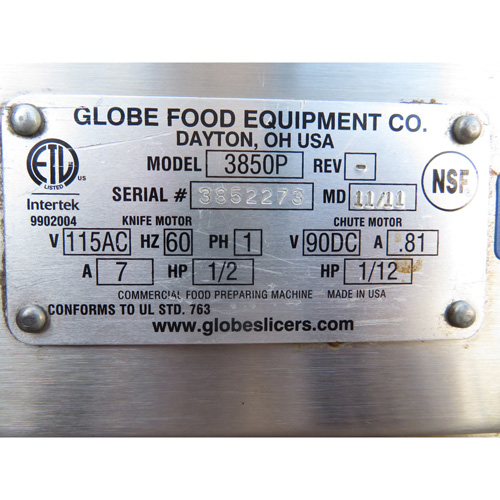 GLOBE FOOD EQUIPMENT CO.
DAYTON, OH USA
MODEL 3850P REV -
SERIAL # 3852273 MD 11/11
ETL LISTED US
Intertek
9902004
NSF
KNIFE MOTOR CHUTE MOTOR
V 115AC HZ 60 PH 1 V 90DC A .81
A 7 HP 1/2 HP 1/12
COMMERCIAL FOOD PREPARING MACHINE MADE IN USA
CONFORMS TO UL STD. 763
www.globeslicers.com